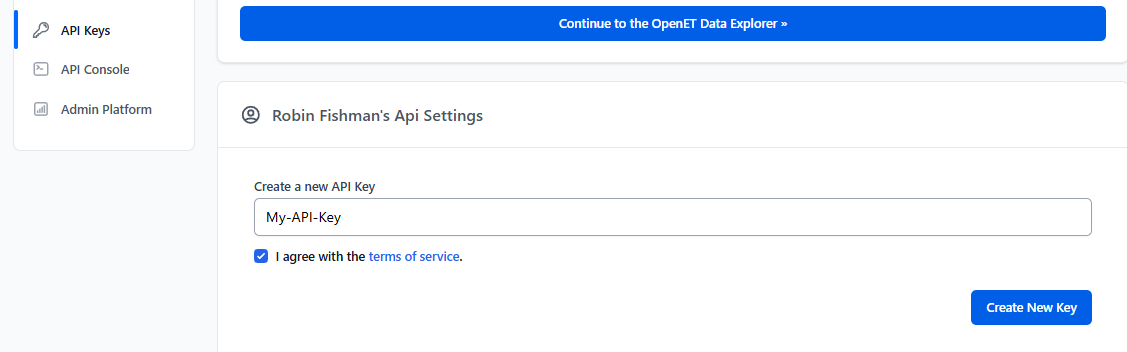 API Keys
API Console
Admin Platform
Continue to the OpenET Data Explorer »
Robin Fishman's Api Settings
Create a new API Key
My-API-Key
I agree with the terms of service.
Create New Key